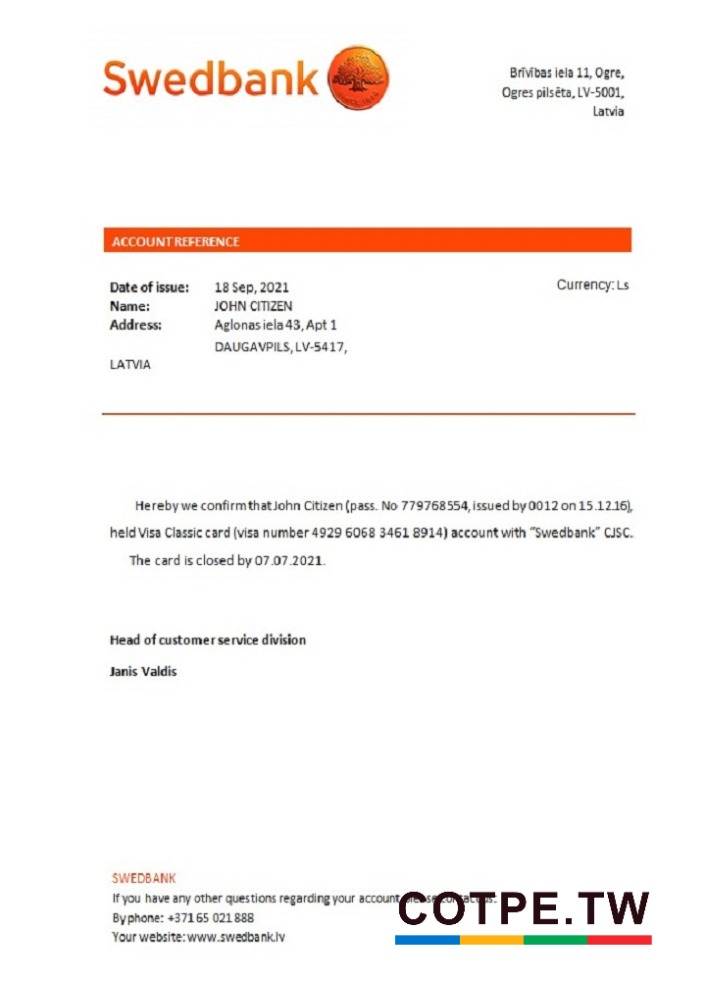 Swedbank
Brīvības iela 11, Ogre,
Ogres pilsēta, LV-5001,
Latvia
ACCOUNT REFERENCE
Date of issue: 18 Sep, 2021
Currency: Ls
Name: JOHN CITIZEN
Address: Aglonas iela 43, Apt 1
DAUGAVPILS, LV-5417,
LATVIA
Hereby we confirm that John Citizen (pass. No 779768554, issued by 0012 on 15.12.16),
held Visa Classic card (visa number 4929 6068 3461 8914) account with "Swedbank" CJSC.
The card is closed by 07.07.2021.
Head of customer service division
Janis Valdis
SWEDBANK
If you have any other questions regarding your account please contact us:
By phone: +371 65 021 888
Your website: www.swedbank.lv
COTPE.TW